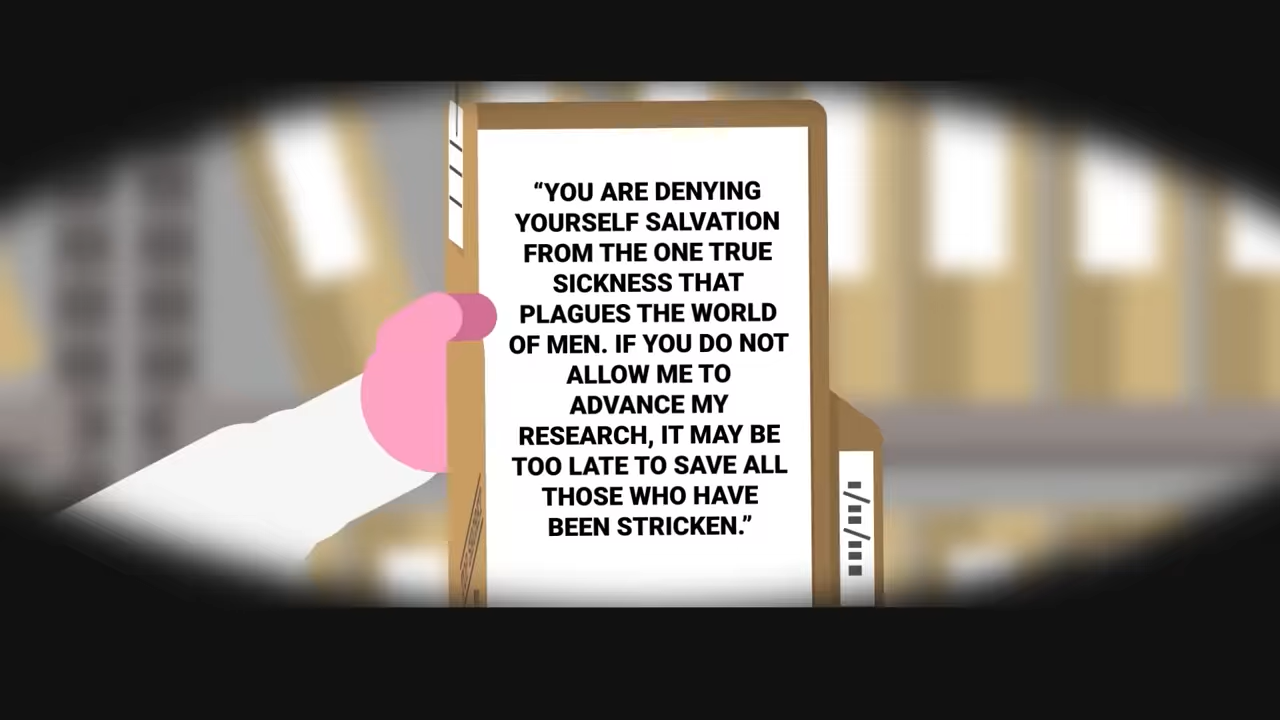 “YOU ARE DENYING
YOURSELF SALVATION
FROM THE ONE TRUE
SICKNESS THAT
PLAGUES THE WORLD
OF MEN. IF YOU DO NOT
ALLOW ME TO
ADVANCE MY
RESEARCH, IT MAY BE
TOO LATE TO SAVE ALL
THOSE WHO HAVE
BEEN STRICKEN.”